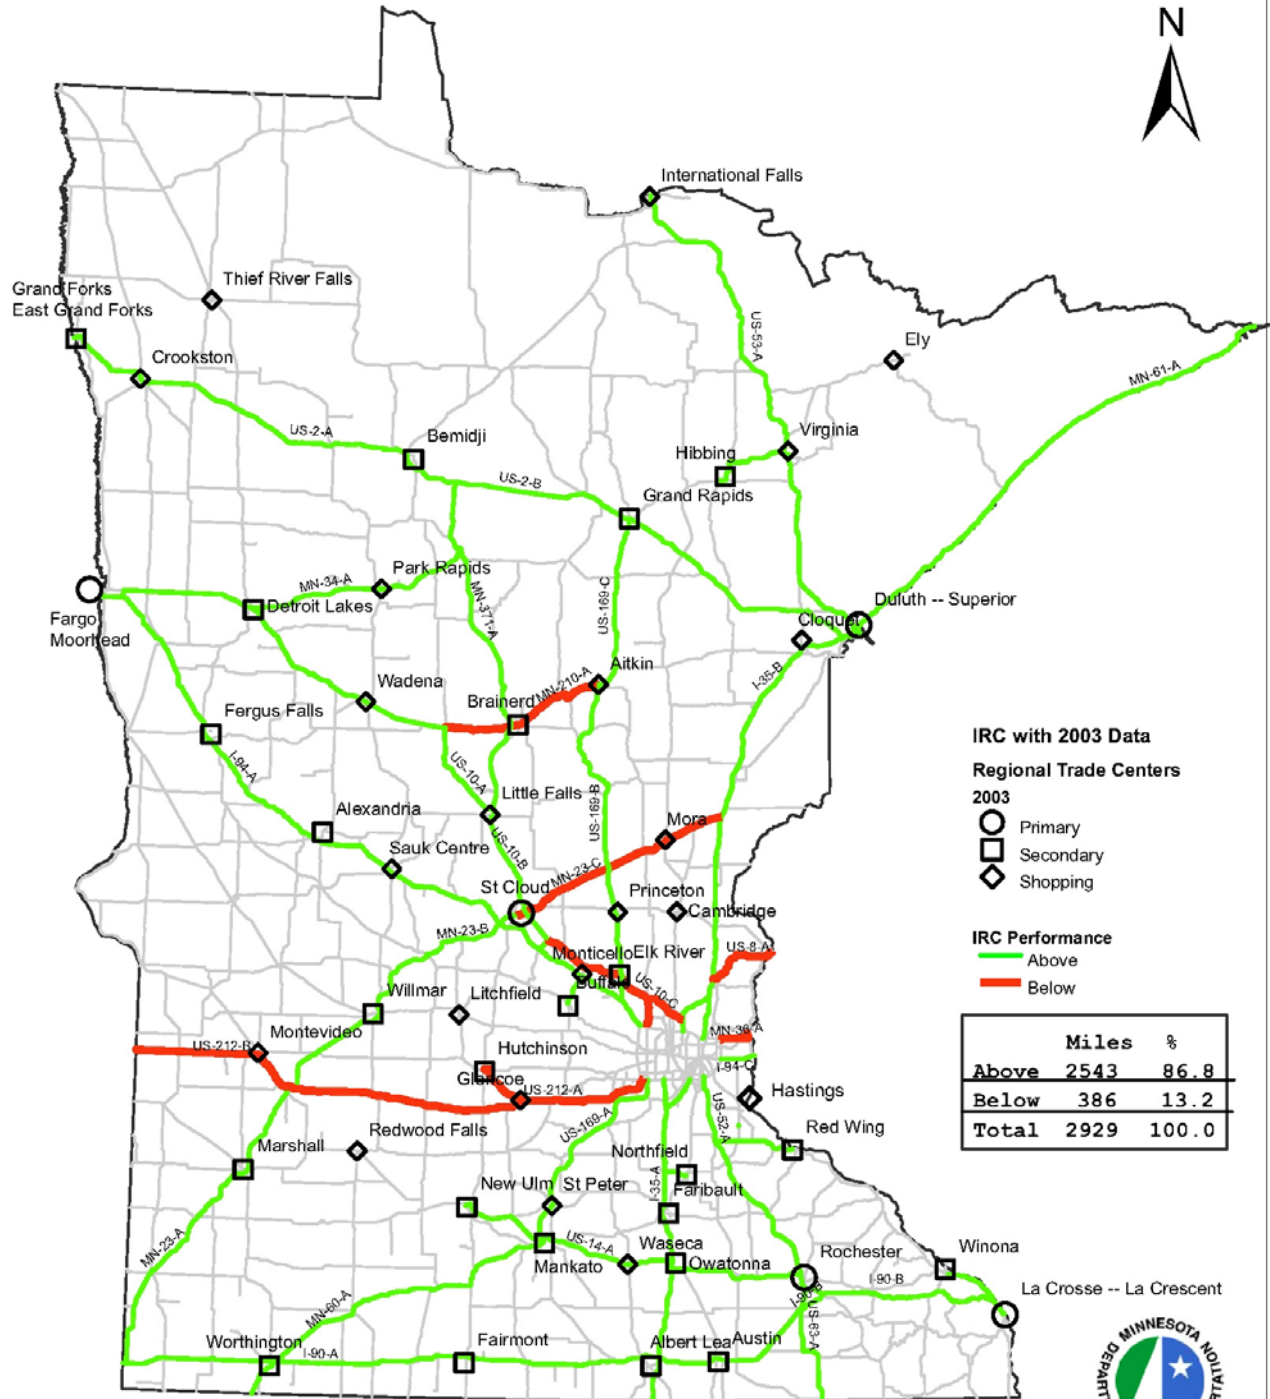 N
International Falls
Thief River Falls
Grand Forks
East Grand Forks
Crookston
US-53-A
Ely
MN-61-A
US-2-A
Bemidji
Virginia
Hibbing
US-2-B
Grand Rapids
MN-34-A
Park Rapids
Detroit Lakes
MN-371-A
US-169-C
Duluth -- Superior
Cloquet
Fargo
Moorhead
Aitkin
I-35-B
Wadena
Brainerd
MN-210-A
Fergus Falls
I-94-A
US-10-A
Little Falls
US-169-B
Alexandria
Mora
Sauk Centre
US-10-B
MN-23-C
St Cloud
Princeton
Cambridge
MN-23-B
Monticello
Elk River
US-8-A
Buffalo
US-10-C
Willmar
Litchfield
Montevideo
MN-36-A
US-212-B
Hutchinson
I-94-C
Glencoe
US-212-A
Hastings
US-169-A
US-52-A
Redwood Falls
Red Wing
Marshall
Northfield
I-35-A
New Ulm
St Peter
Faribault
MN-23-A
US-14-A
Waseca
Mankato
Owatonna
Rochester
Winona
I-90-B
I-90-B
La Crosse -- La Crescent
MN-60-A
US-63-A
Worthington
I-90-A
Fairmont
Albert Lea
Austin
IRC with 2003 Data
Regional Trade Centers
2003
Primary
Secondary
Shopping
IRC Performance
Above
Below
Miles %
Above 2543 86.8
Below 386 13.2
Total 2929 100.0
MINNESOTA